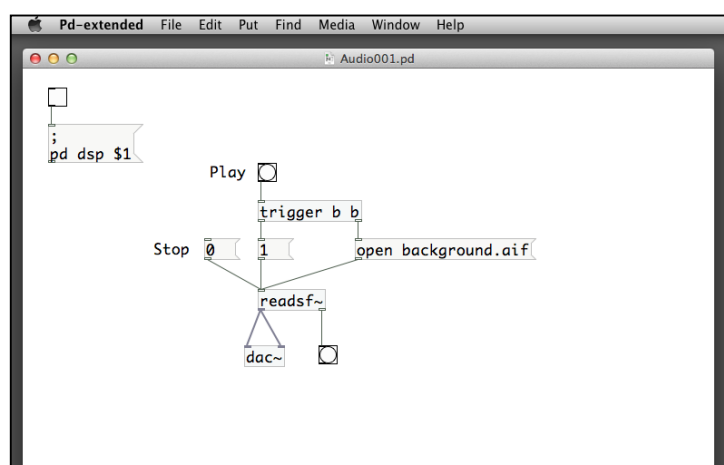 Pd-extended File Edit Put Find Media Window Help
Audio001.pd
;
pd dsp $1
Play
trigger b b
Stop 0 1 open background.aif
readsf~
dac~